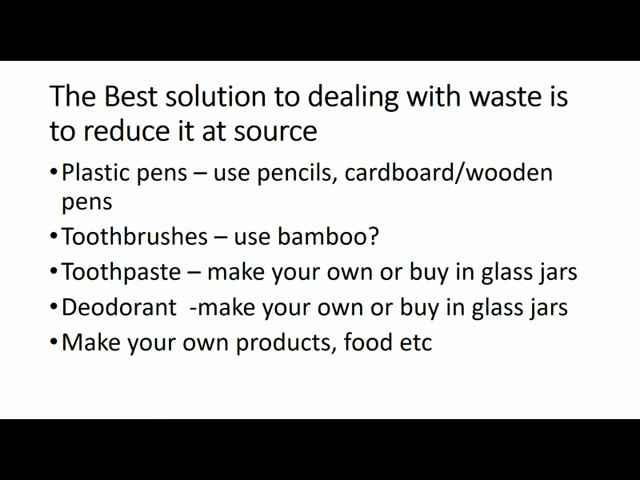 The Best solution to dealing with waste is
to reduce it at source
•Plastic pens – use pencils, cardboard/wooden
pens
•Toothbrushes – use bamboo?
•Toothpaste – make your own or buy in glass jars
•Deodorant  -make your own or buy in glass jars
•Make your own products, food etc